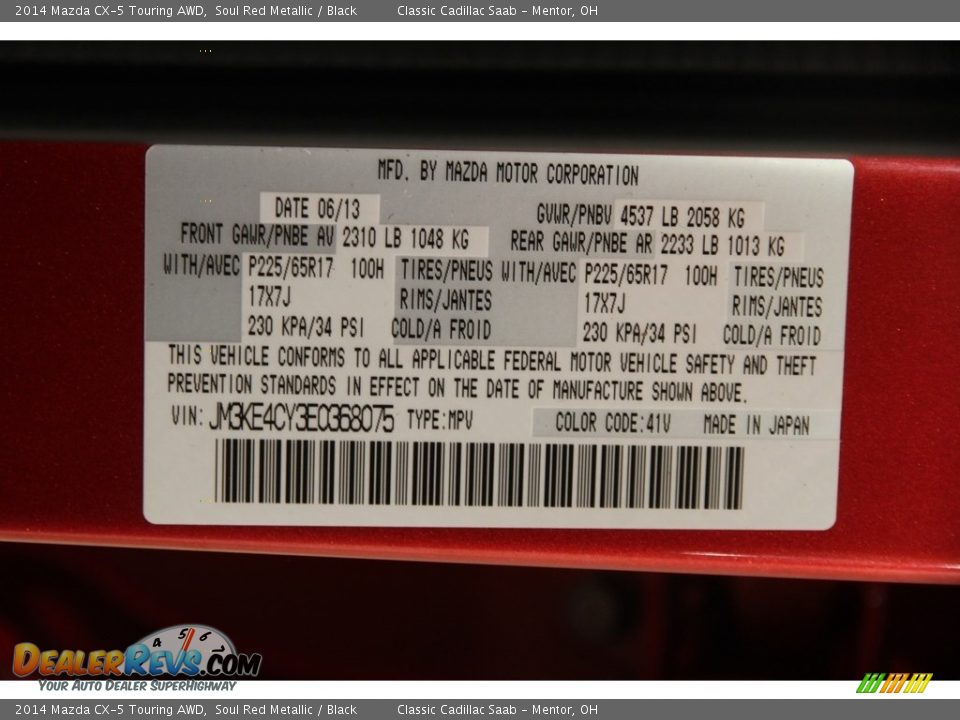 2014 Mazda CX-5 Touring AWD, Soul Red Metallic / Black Classic Cadillac Saab - Mentor, OH
MFD. BY MAZDA MOTOR CORPORATION
DATE 06/13 GVWR/PNBV 4537 LB 2058 KG
FRONT GAWR/PNBE AV 2310 LB 1048 KG REAR GAWR/PNBE AR 2233 LB 1013 KG
WITH/AVEC P225/65R17 100H TIRES/PNEUS WITH/AVEC P225/65R17 100H TIRES/PNEUS
17X7J RIMS/JANTES 17X7J RIMS/JANTES
230 KPA/34 PSI COLD/A FROID 230 KPA/34 PSI COLD/A FROID
THIS VEHICLE CONFORMS TO ALL APPLICABLE FEDERAL MOTOR VEHICLE SAFETY AND THEFT
PREVENTION STANDARDS IN EFFECT ON THE DATE OF MANUFACTURE SHOWN ABOVE.
VIN: JM3KE4CY3E0368075 TYPE:MPV COLOR CODE:41V MADE IN JAPAN
4 5 6
DEALERREVS.COM
YOUR AUTO DEALER SUPERHIGHWAY
2014 Mazda CX-5 Touring AWD, Soul Red Metallic / Black Classic Cadillac Saab - Mentor, OH